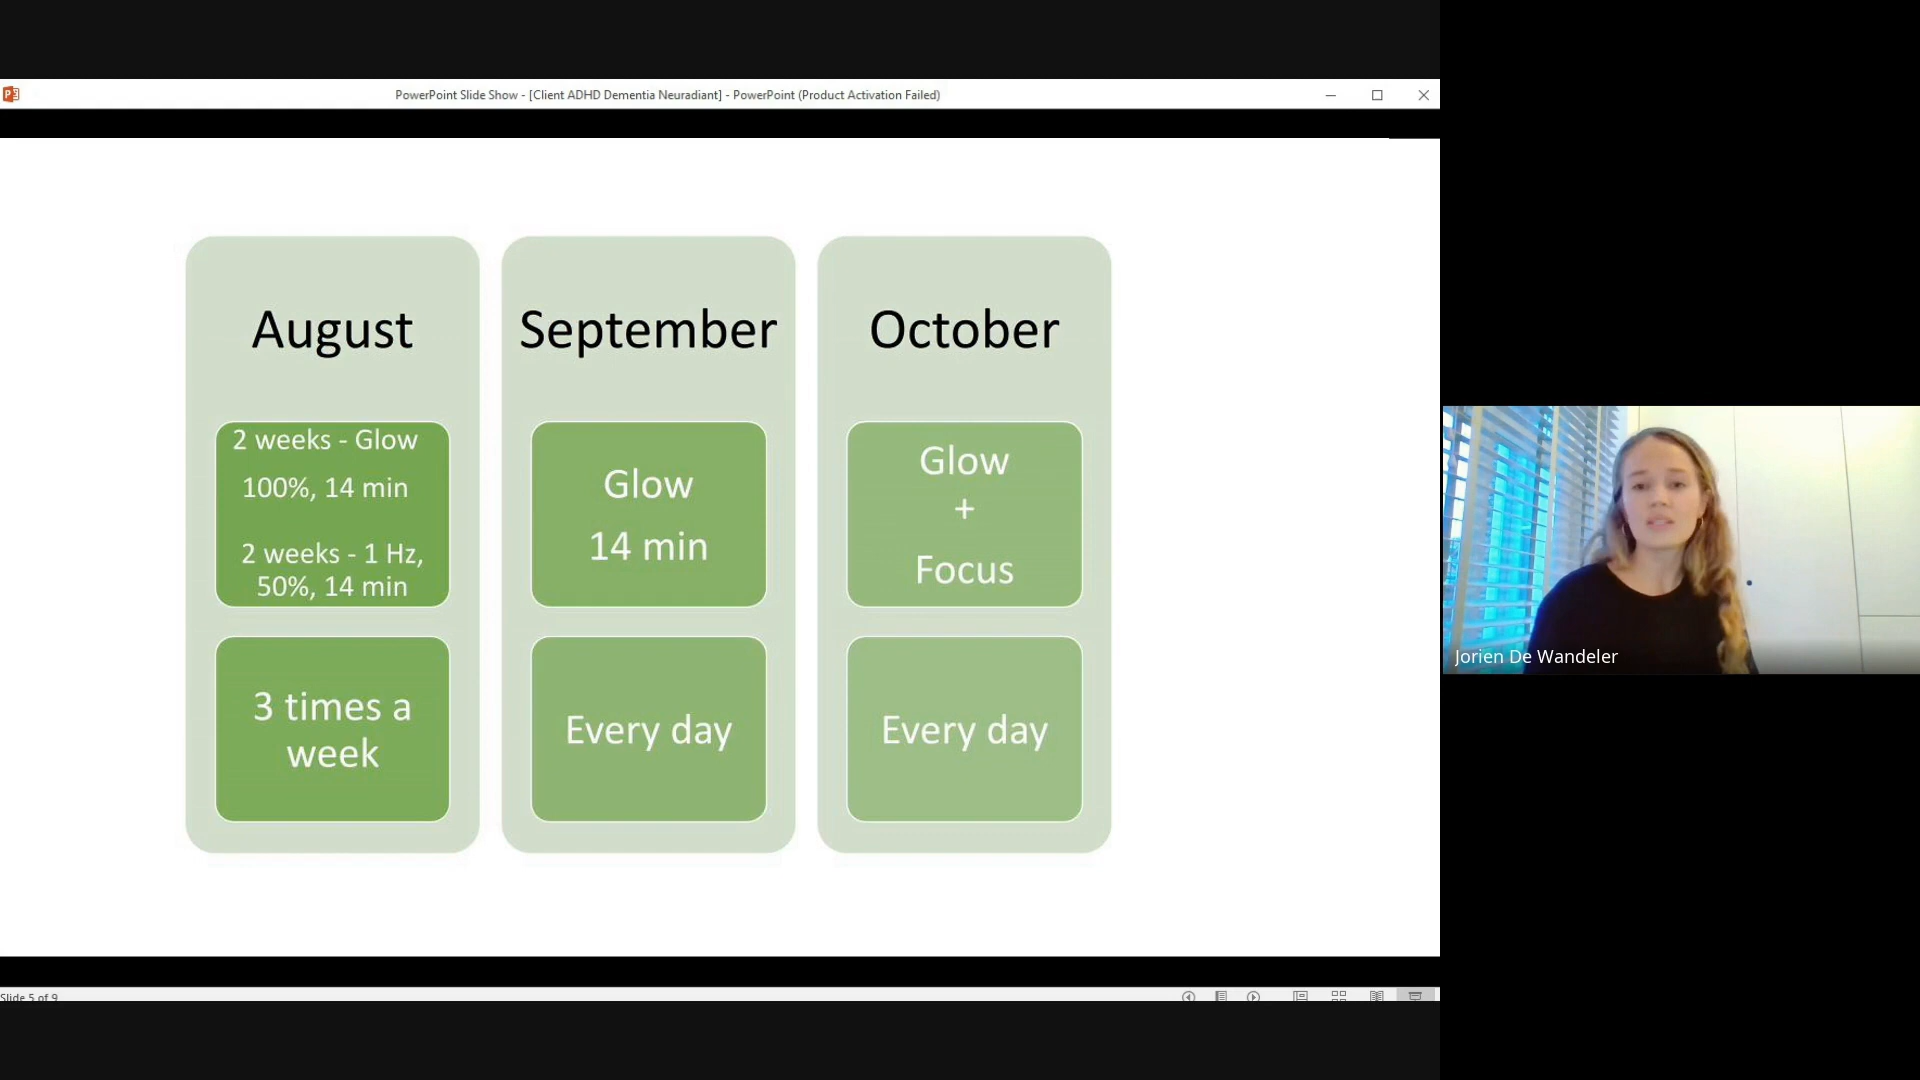 PowerPoint Slide Show - [Client ADHD Dementia Neuradiant] - PowerPoint (Product Activation Failed)
August
2 weeks - Glow
100%, 14 min
2 weeks - 1 Hz,
50%, 14 min
3 times a
week
September
Glow
14 min
Every day
October
Glow
+
Focus
Every day
Jorien De Wandeler
Slide 5 of 9